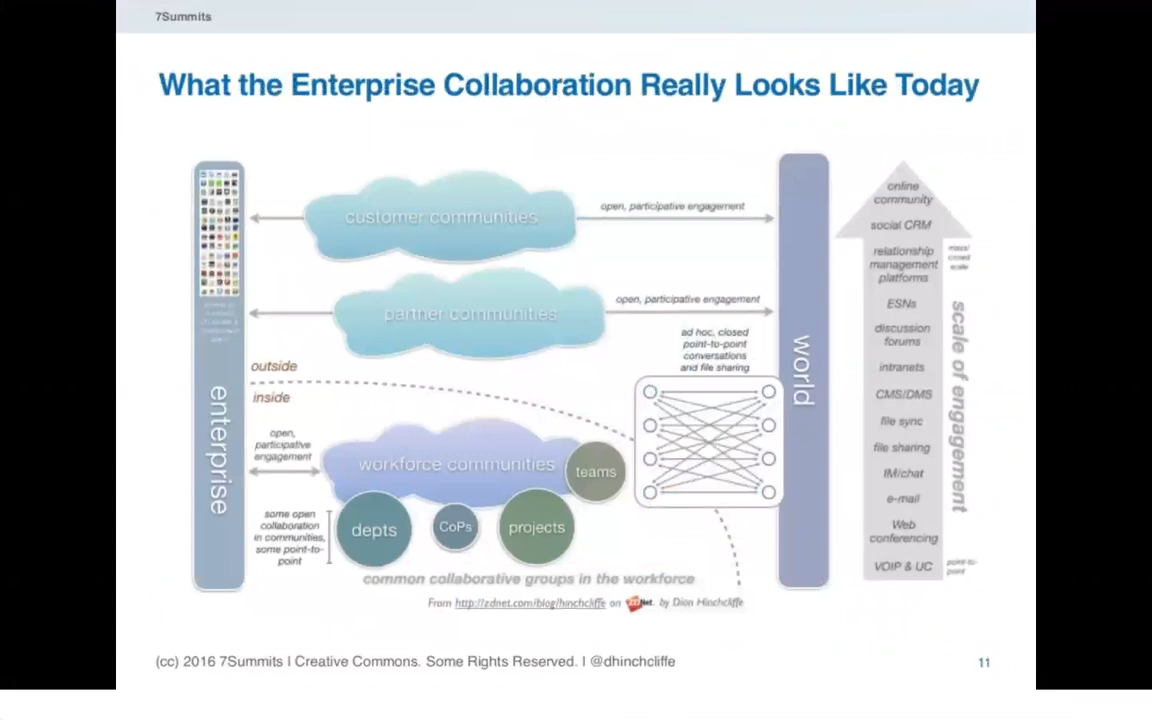 7Summits
What the Enterprise Collaboration Really Looks Like Today
customer communities
open, participative engagement
partner communities
open, participative engagement
ad hoc, closed
point-to-point
conversations
and file sharing
outside
inside
enterprise
world
open,
participative
engagement
workforce communities
teams
some open
collaboration
in communities,
some point-to-
point
depts
CoPs
projects
common collaborative groups in the workforce
From http://zdnet.com/blog/hinchcliffe on ZDNet. by Dion Hinchcliffe
online
community
social CRM
relationship
management
platforms
ESNs
discussion
forums
intranets
CMS/DMS
file sync
file sharing
IM/chat
e-mail
Web
conferencing
VOIP & UC
mass/
crowd
scale
scale of engagement
point-to-
point
(cc) 2016 7Summits | Creative Commons. Some Rights Reserved. | @dhinchcliffe
11